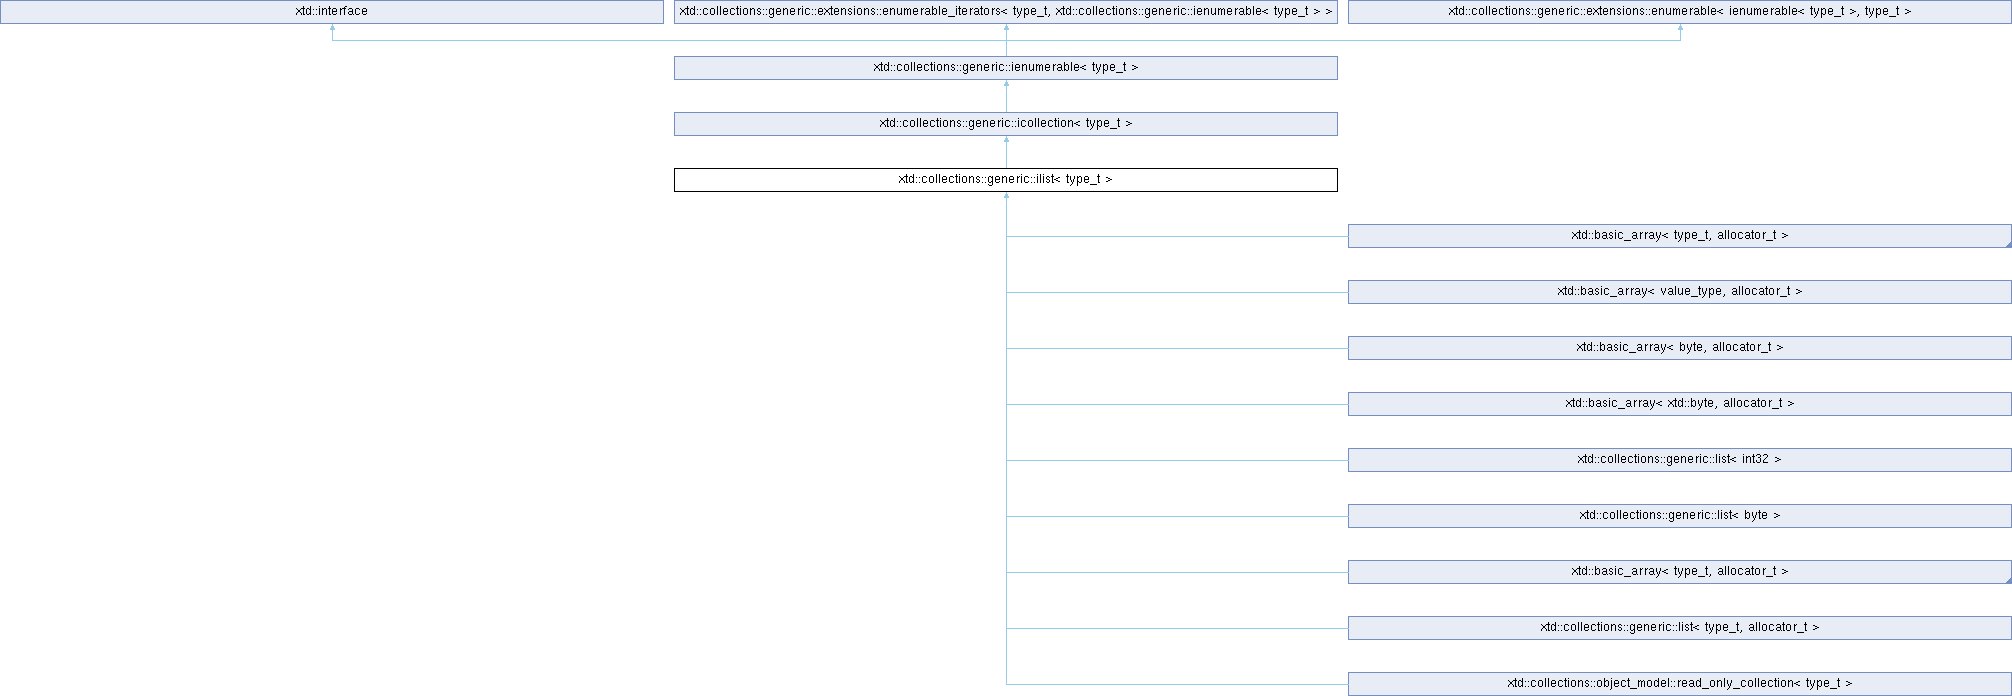 xtd::interface
xtd::collections::generic::extensions::enumerable_iterators< type_t, xtd::collections::generic::ienumerable< type_t > >
xtd::collections::generic::extensions::enumerable< ienumerable< type_t >, type_t >
xtd::collections::generic::ienumerable< type_t >
xtd::collections::generic::icollection< type_t >
xtd::collections::generic::ilist< type_t >
xtd::basic_array< type_t, allocator_t >
xtd::basic_array< value_type, allocator_t >
xtd::basic_array< byte, allocator_t >
xtd::basic_array< xtd::byte, allocator_t >
xtd::collections::generic::list< int32 >
xtd::collections::generic::list< byte >
xtd::basic_array< type_t, allocator_t >
xtd::collections::generic::list< type_t, allocator_t >
xtd::collections::object_model::read_only_collection< type_t >